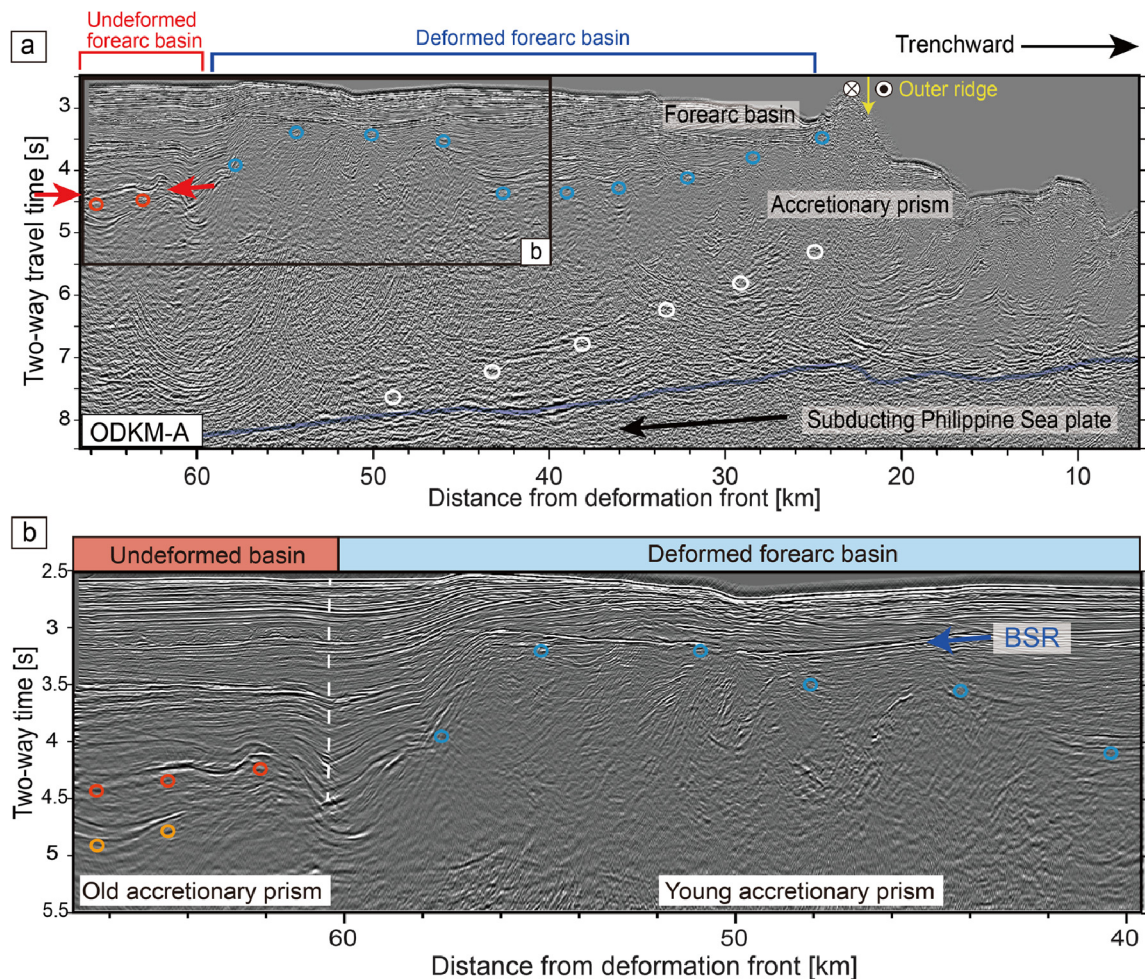 a
Undeformed
forearc basin
Deformed forearc basin
Trenchward
Outer ridge
Forearc basin
Accretionary prism
b
Subducting Philippine Sea plate
ODKM-A
Two-way travel time [s]
3
4
5
6
7
8
60
50
40
30
20
10
Distance from deformation front [km]
b
Undeformed basin
Deformed forearc basin
BSR
Old accretionary prism
Young accretionary prism
Two-way time [s]
2.5
3
3.5
4
4.5
5
5.5
60
50
40
Distance from deformation front [km]